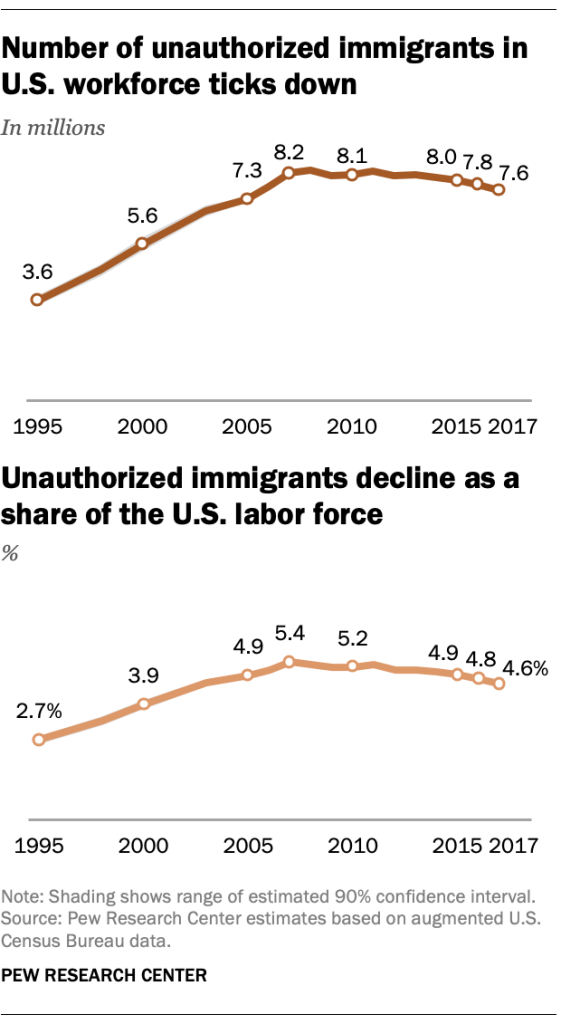 Number of unauthorized immigrants in
U.S. workforce ticks down
In millions
3.6
5.6
7.3
8.2
8.1
8.0 7.8 7.6
1995 2000 2005 2010 2015 2017
Unauthorized immigrants decline as a
share of the U.S. labor force
%
2.7%
3.9
4.9
5.4
5.2
4.9 4.8 4.6%
1995 2000 2005 2010 2015 2017
Note: Shading shows range of estimated 90% confidence interval.
Source: Pew Research Center estimates based on augmented U.S.
Census Bureau data.
PEW RESEARCH CENTER